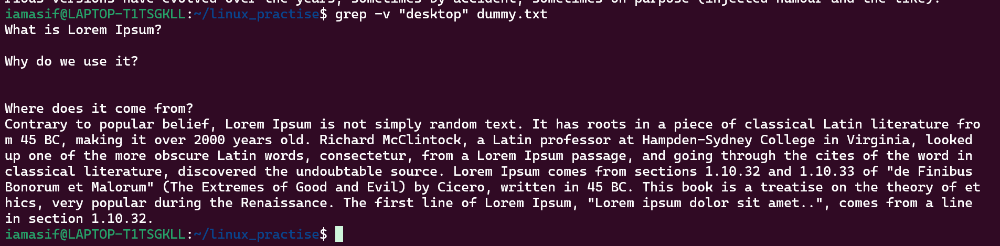 rious versions have evolved over the years, sometimes by accident, sometimes on purpose (injected humour and the like).
iamasif@LAPTOP-T1TSGKLL:~/linux_practise$ grep -v "desktop" dummy.txt
What is Lorem Ipsum?
Why do we use it?
Where does it come from?
Contrary to popular belief, Lorem Ipsum is not simply random text. It has roots in a piece of classical Latin literature fro
m 45 BC, making it over 2000 years old. Richard McClintock, a Latin professor at Hampden-Sydney College in Virginia, looked
up one of the more obscure Latin words, consectetur, from a Lorem Ipsum passage, and going through the cites of the word in
classical literature, discovered the undoubtable source. Lorem Ipsum comes from sections 1.10.32 and 1.10.33 of "de Finibus
Bonorum et Malorum" (The Extremes of Good and Evil) by Cicero, written in 45 BC. This book is a treatise on the theory of et
hics, very popular during the Renaissance. The first line of Lorem Ipsum, "Lorem ipsum dolor sit amet..", comes from a line
in section 1.10.32.
iamasif@LAPTOP-T1TSGKLL:~/linux_practise$